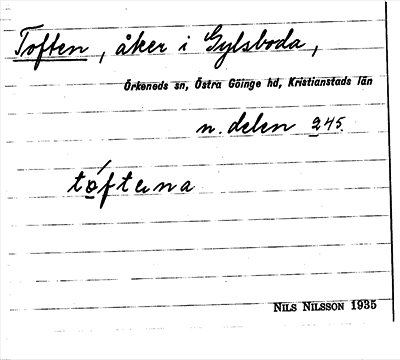 Toften, åker i Gylsboda,
Örkeneds sn, Östra Göinge hd, Kristianstads län
n. delen 245.
tóftena
NILS NILSSON 1935